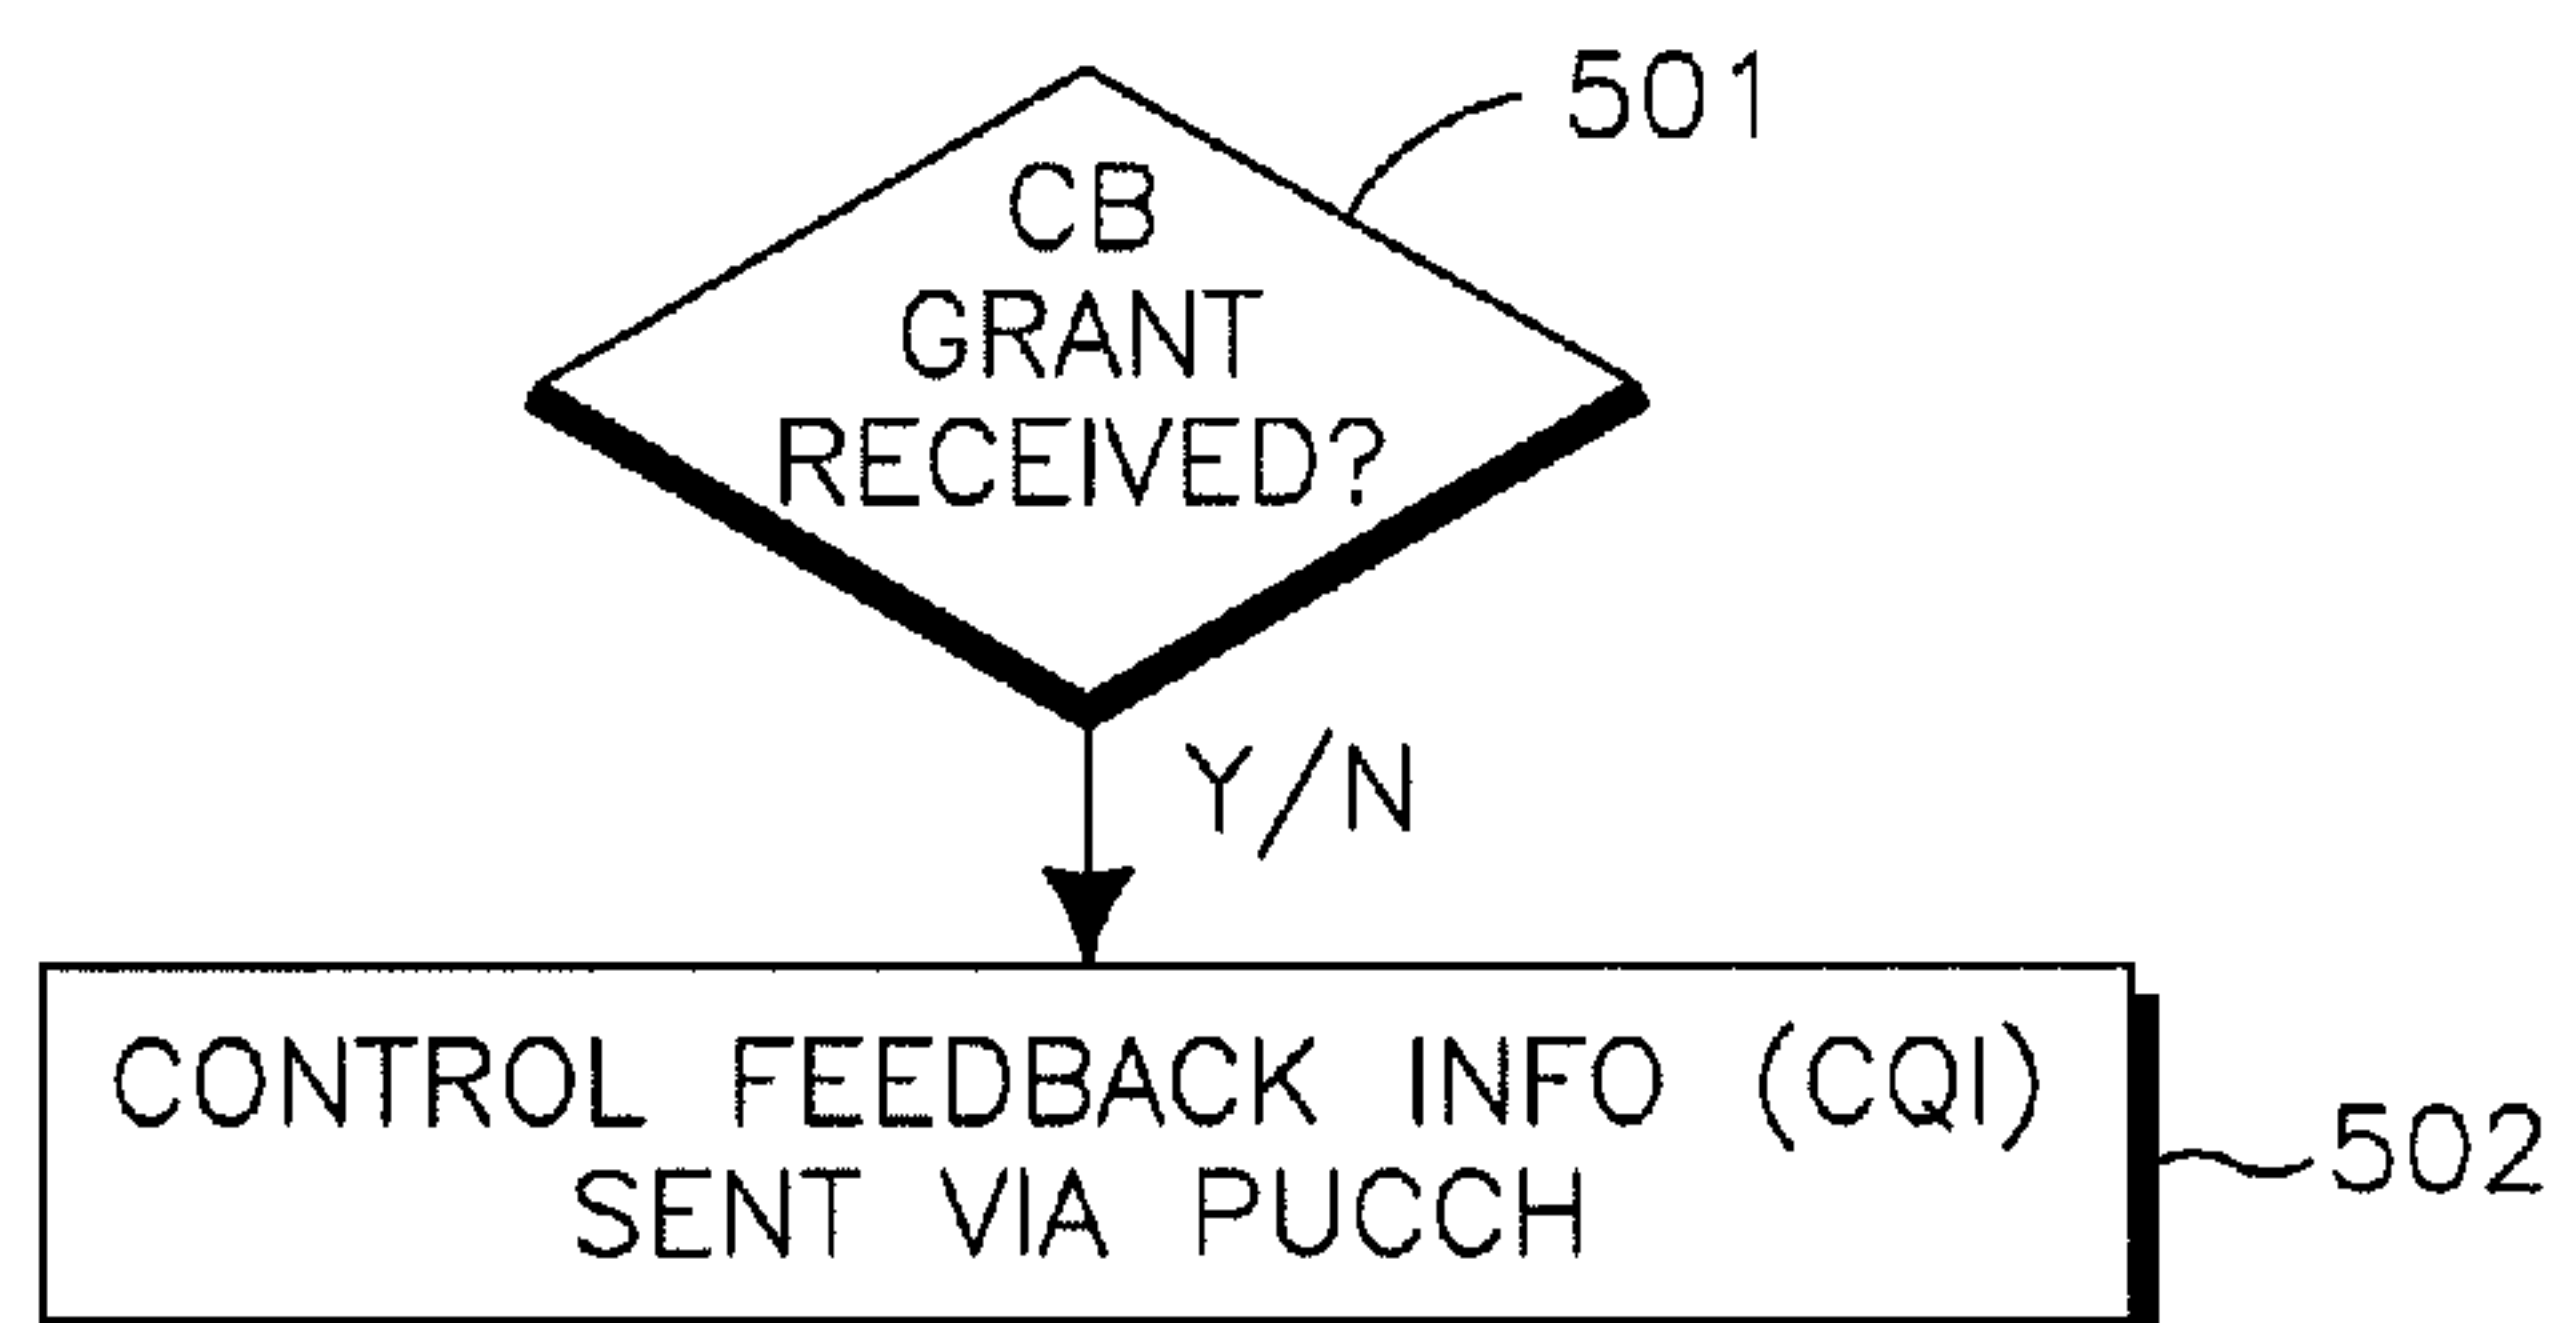 501
CB
GRANT
RECEIVED?
Y/N
CONTROL FEEDBACK INFO (CQI)
SENT VIA PUCCH
502